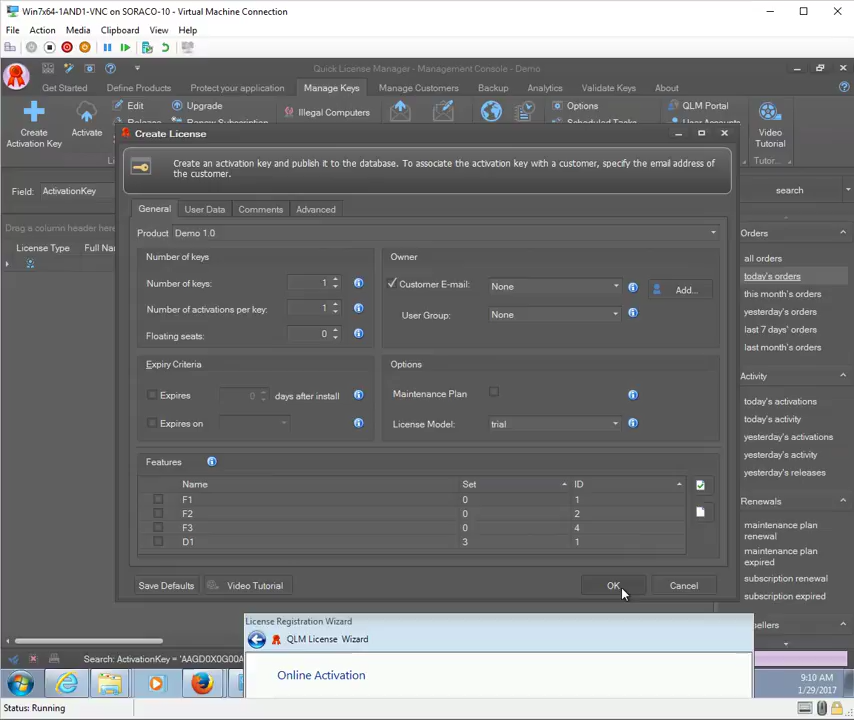 Win7x64-1AND1-VNC on SORACO-10 - Virtual Machine Connection
File Action Media Clipboard View Help
Quick License Manager - Management Console - Demo
Get Started Define Products Protect your application Manage Keys Manage Customers Backup Analytics Validate Keys About
Create Activation Key
Activate
Edit
Upgrade
Illegal Computers
Options
QLM Portal
Video Tutorial
Tutor...
Field: ActivationKey
search
Drag a column header here
License Type Full Nam
Create License
Create an activation key and publish it to the database. To associate the activation key with a customer, specify the email address of
the customer.
General User Data Comments Advanced
Product Demo 1.0
Number of keys
Number of keys: 1
Number of activations per key: 1
Floating seats: 0
Owner
Customer E-mail: None Add...
User Group: None
Expiry Criteria
Expires 0 days after install
Expires on
Options
Maintenance Plan
License Model: trial
Features
Name Set ID
F1 0 1
F2 0 2
F3 0 4
D1 3 1
Save Defaults Video Tutorial OK Cancel
Orders
all orders
today's orders
this month's orders
yesterday's orders
last 7 days' orders
last month's orders
Activity
today's activations
today's activity
yesterday's activations
yesterday's activity
yesterday's releases
Renewals
maintenance plan
renewal
maintenance plan
expired
subscription renewal
subscription expired
License Registration Wizard
QLM License Wizard
Online Activation
Search: ActivationKey = 'AAGD0X0G00A
9:10 AM
1/29/2017
Status: Running